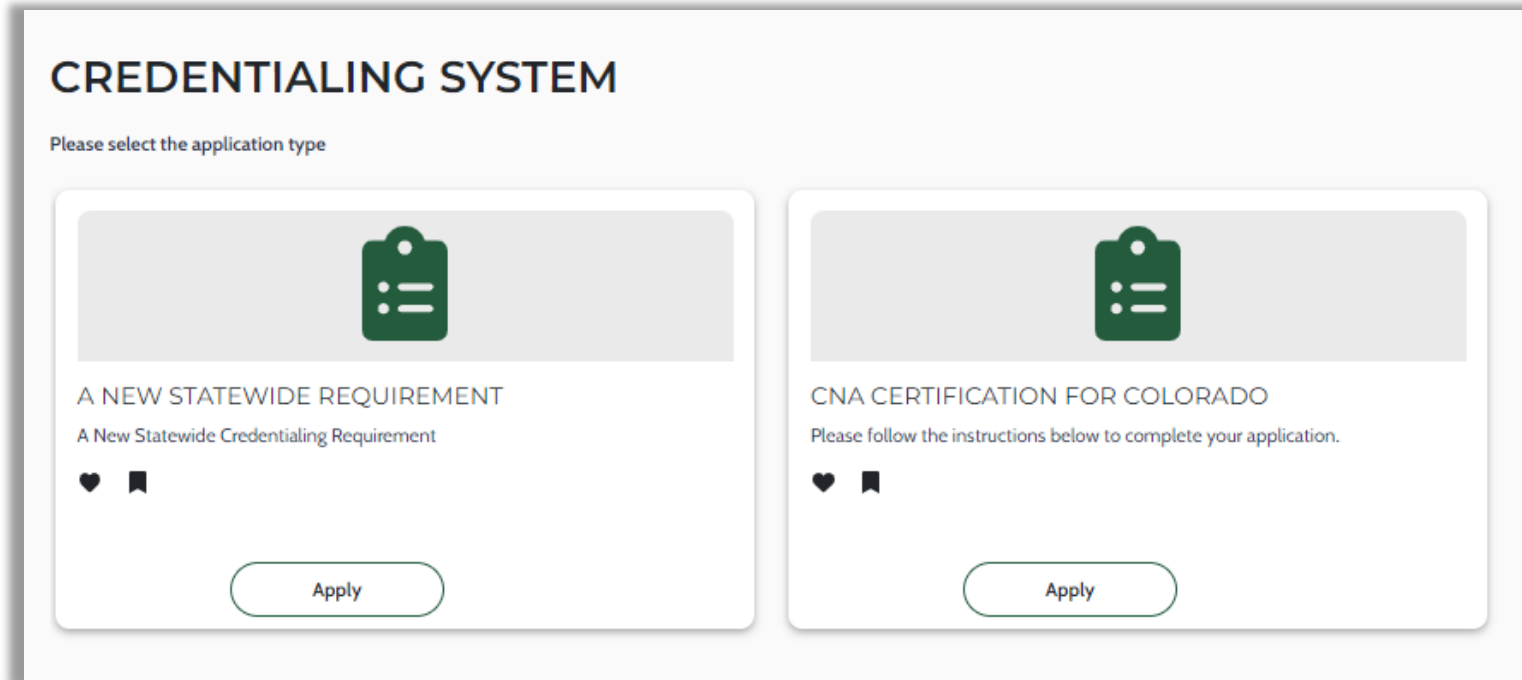 CREDENTIALING SYSTEM
Please select the application type
A NEW STATEWIDE REQUIREMENT
A New Statewide Credentialing Requirement
Apply
CNA CERTIFICATION FOR COLORADO
Please follow the instructions below to complete your application.
Apply